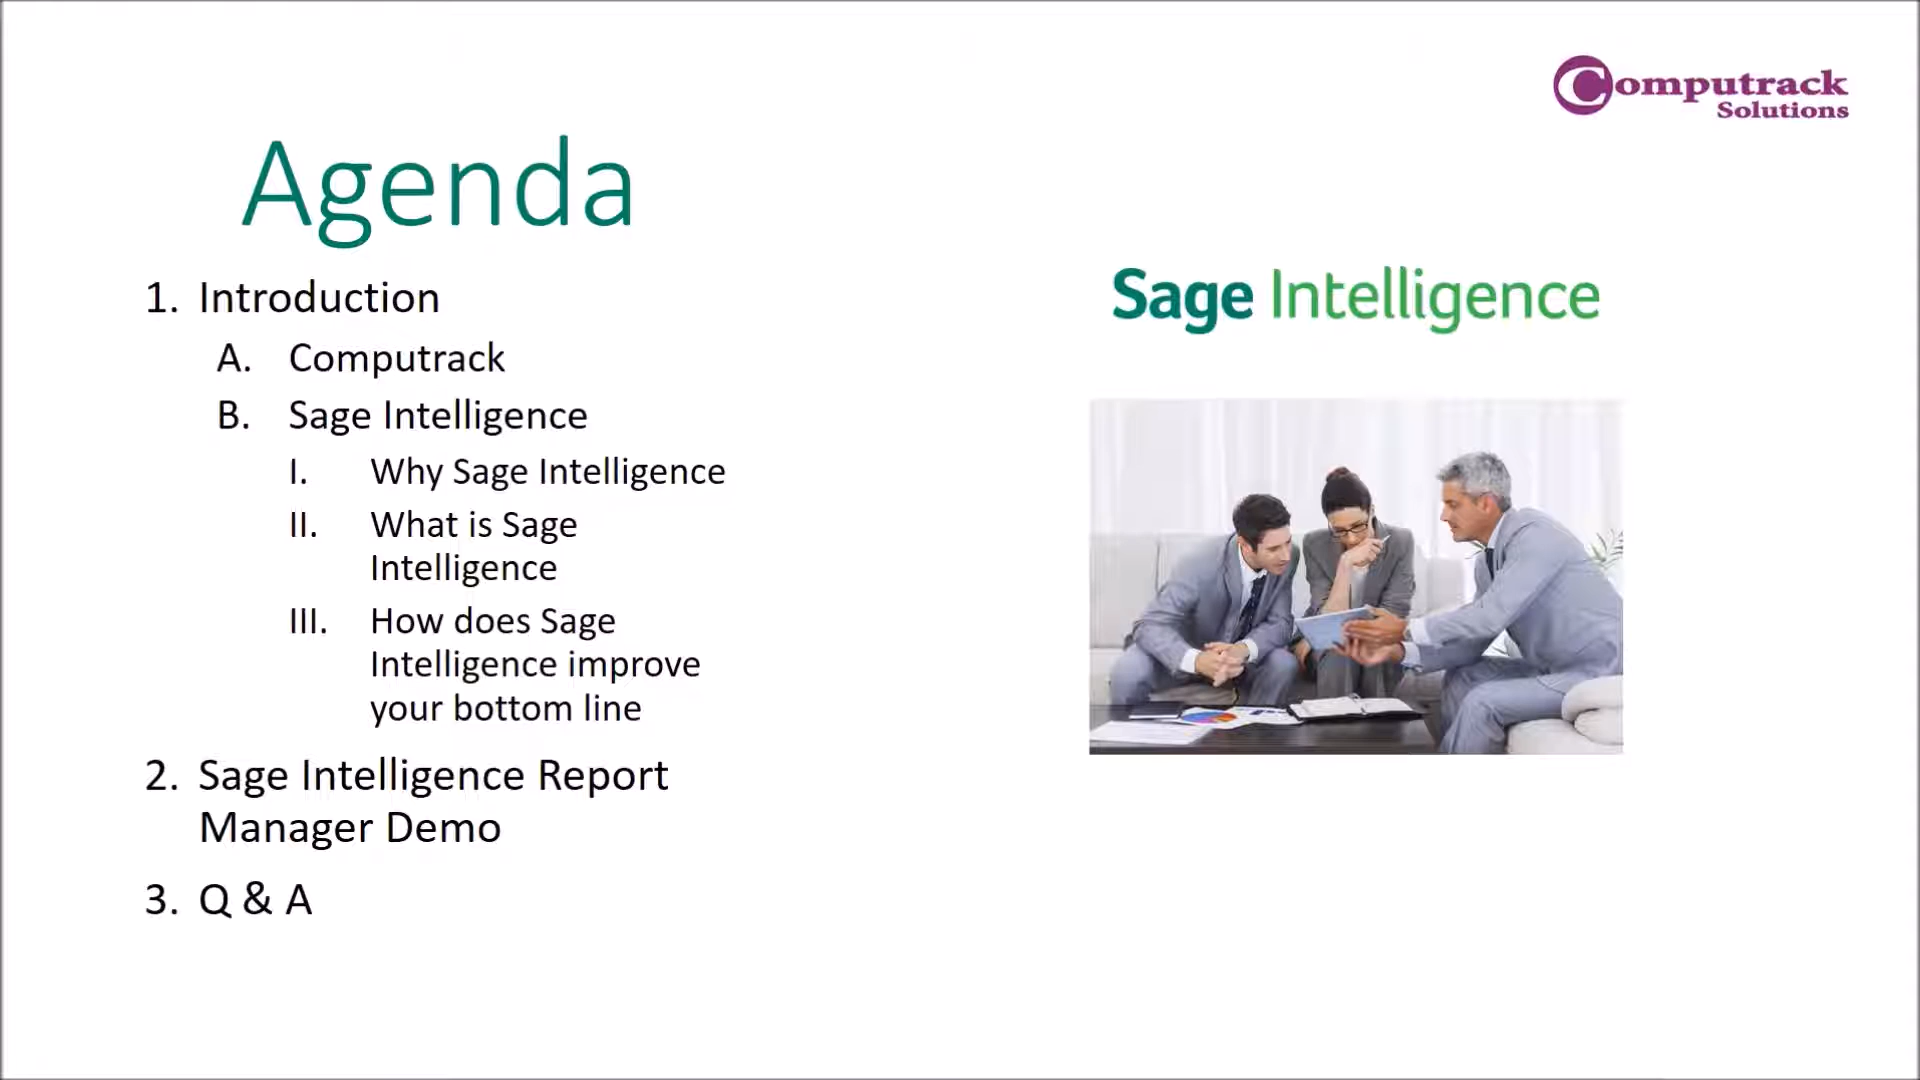 Computrack
Solutions
Agenda
1. Introduction
A. Computrack
B. Sage Intelligence
I. Why Sage Intelligence
II. What is Sage
Intelligence
III. How does Sage
Intelligence improve
your bottom line
2. Sage Intelligence Report
Manager Demo
3. Q & A
Sage Intelligence